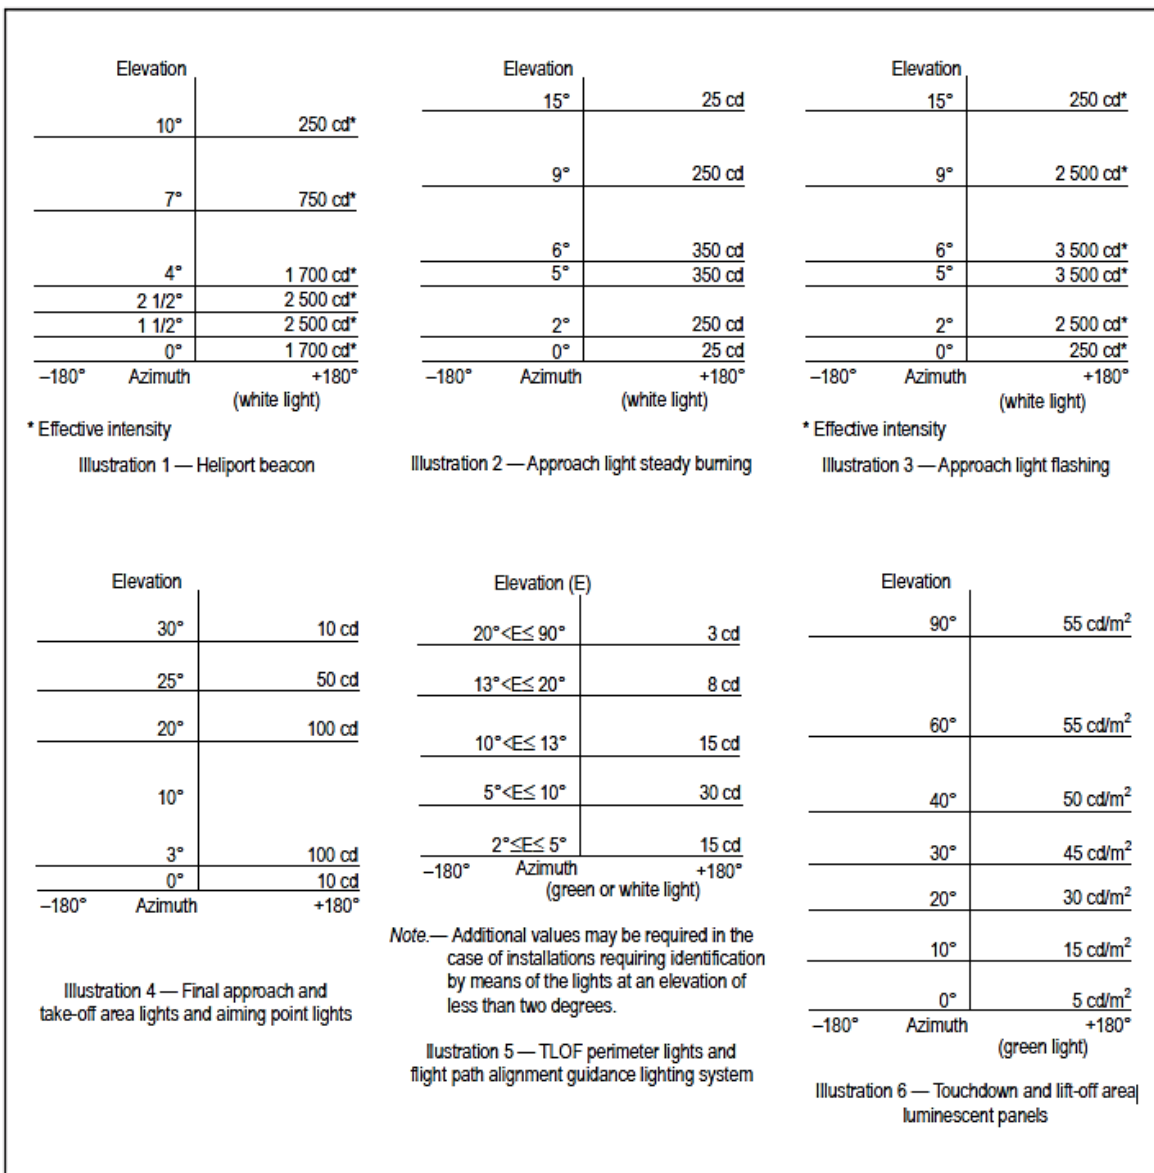 Elevation
10° 250 cd*
7° 750 cd*
4° 1 700 cd*
2 1/2° 2 500 cd*
1 1/2° 2 500 cd*
0° 1 700 cd*
–180° Azimuth +180°
(white light)
* Effective intensity
Illustration 1 — Heliport beacon
Elevation
15° 25 cd
9° 250 cd
6° 350 cd
5° 350 cd
2° 250 cd
0° 25 cd
–180° Azimuth +180°
(white light)
Illustration 2 — Approach light steady burning
Elevation
15° 250 cd*
9° 2 500 cd*
6° 3 500 cd*
5° 3 500 cd*
2° 2 500 cd*
0° 250 cd*
–180° Azimuth +180°
(white light)
* Effective intensity
Illustration 3 — Approach light flashing
Elevation
30° 10 cd
25° 50 cd
20° 100 cd
10°
3° 100 cd
0° 10 cd
–180° Azimuth +180°
Illustration 4 — Final approach and
take-off area lights and aiming point lights
Elevation (E)
20°<E≤ 90° 3 cd
13°<E≤ 20° 8 cd
10°<E≤ 13° 15 cd
5°<E≤ 10° 30 cd
2°≤E≤ 5° 15 cd
–180° Azimuth +180°
(green or white light)
Note.— Additional values may be required in the
case of installations requiring identification
by means of the lights at an elevation of
less than two degrees.
Illustration 5 — TLOF perimeter lights and
flight path alignment guidance lighting system
Elevation
90° 55 cd/m²
60° 55 cd/m²
40° 50 cd/m²
30° 45 cd/m²
20° 30 cd/m²
10° 15 cd/m²
0° 5 cd/m²
–180° Azimuth +180°
(green light)
Illustration 6 — Touchdown and lift-off area
luminescent panels